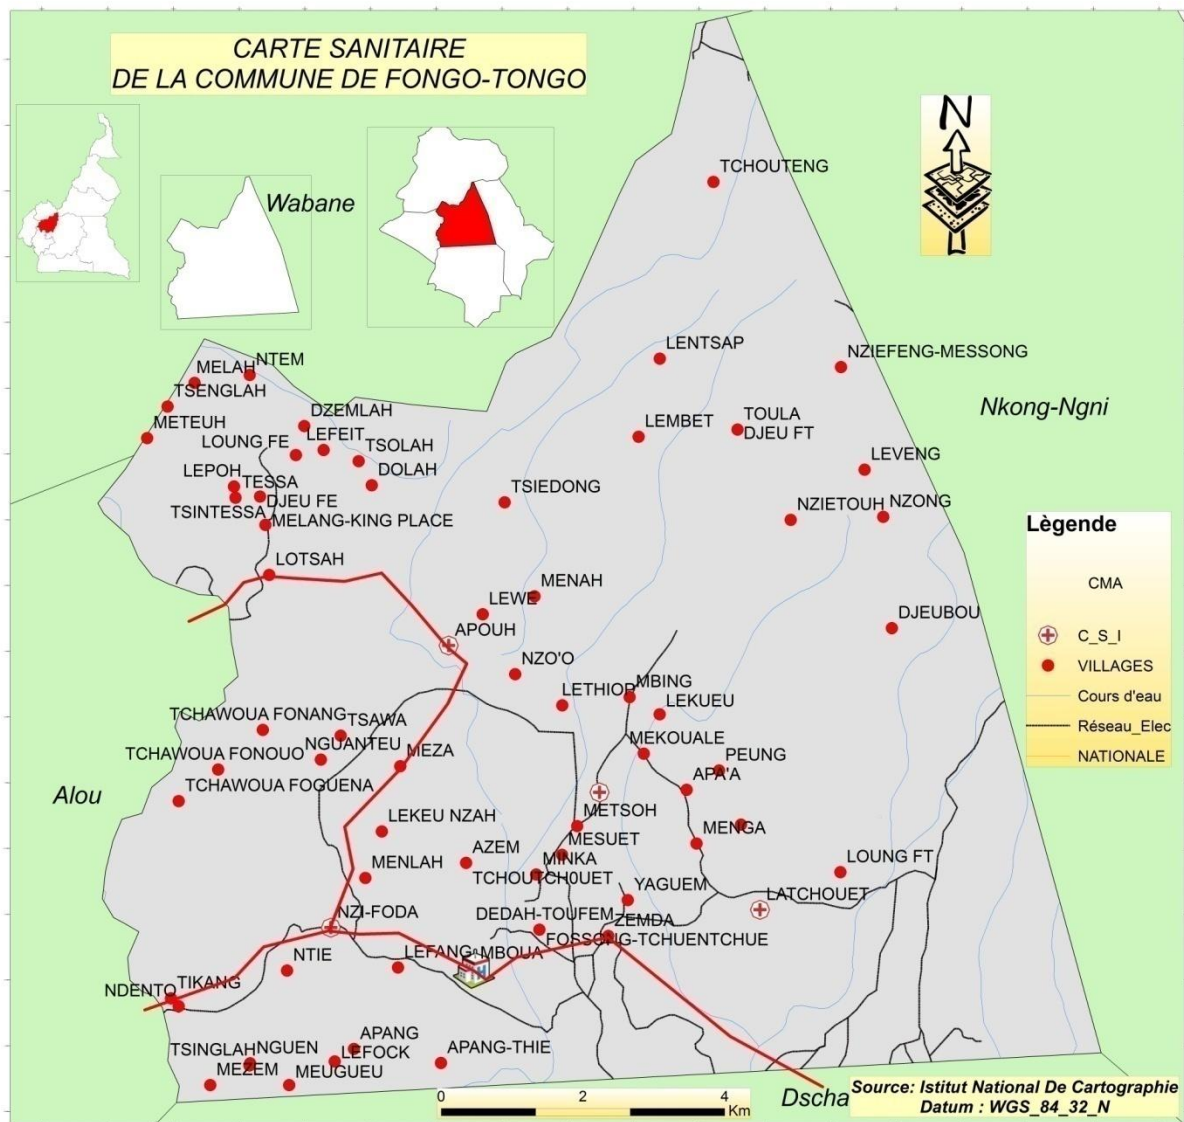 CARTE SANITAIRE
DE LA COMMUNE DE FONGO-TONGO
N
Wabane
TCHOUTENG
LENTSAP
NZIEFENG-MESSONG
MELAH
NTEM
TSENGLAH
METEUH
DZEMLAH
LOUNG FE
LEFEIT
TSOLAH
DOLAH
LEMBET
TOULA
DJEU FT
Nkong-Ngni
LEVENG
LEPOH
TESSA
DJEU FE
TSINTESSA
MELANG-KING PLACE
TSIEDONG
NZIETOUH
NZONG
LOTSAH
MENAH
LEWE
APOUH
DJEUBOU
NZO'O
LETHIOP
MBING
LEKUEU
TCHAWOUA FONANG
TSAWA
TCHAWOUA FONOUO
NGUANTEU
MEZA
MEKOUALE
PEUNG
APA'A
TCHAWOUA FOGUENA
Alou
LEKEU NZAH
METSOH
MESUET
MENGA
AZEM
MINKA
TCHOUTCH0UET
MENLAH
LOUNG FT
YAGUEM
LATCHOUET
NZI-FODA
DEDAH-TOUFEM
ZEMDA
FOSSONG-TCHUENTCHUE
LEFANG-MBOUA
NTIE
NDENTO
TIKANG
APANG
TSINGLAH
NGUEN
LEFOCK
APANG-THIE
MEZEM
MEUGUEU
Dscha
Lègende
CMA
C_S_I
VILLAGES
Cours d'eau
Réseau_Elec
NATIONALE
0 2 4
Km
Source: Istitut National De Cartographie
Datum : WGS_84_32_N